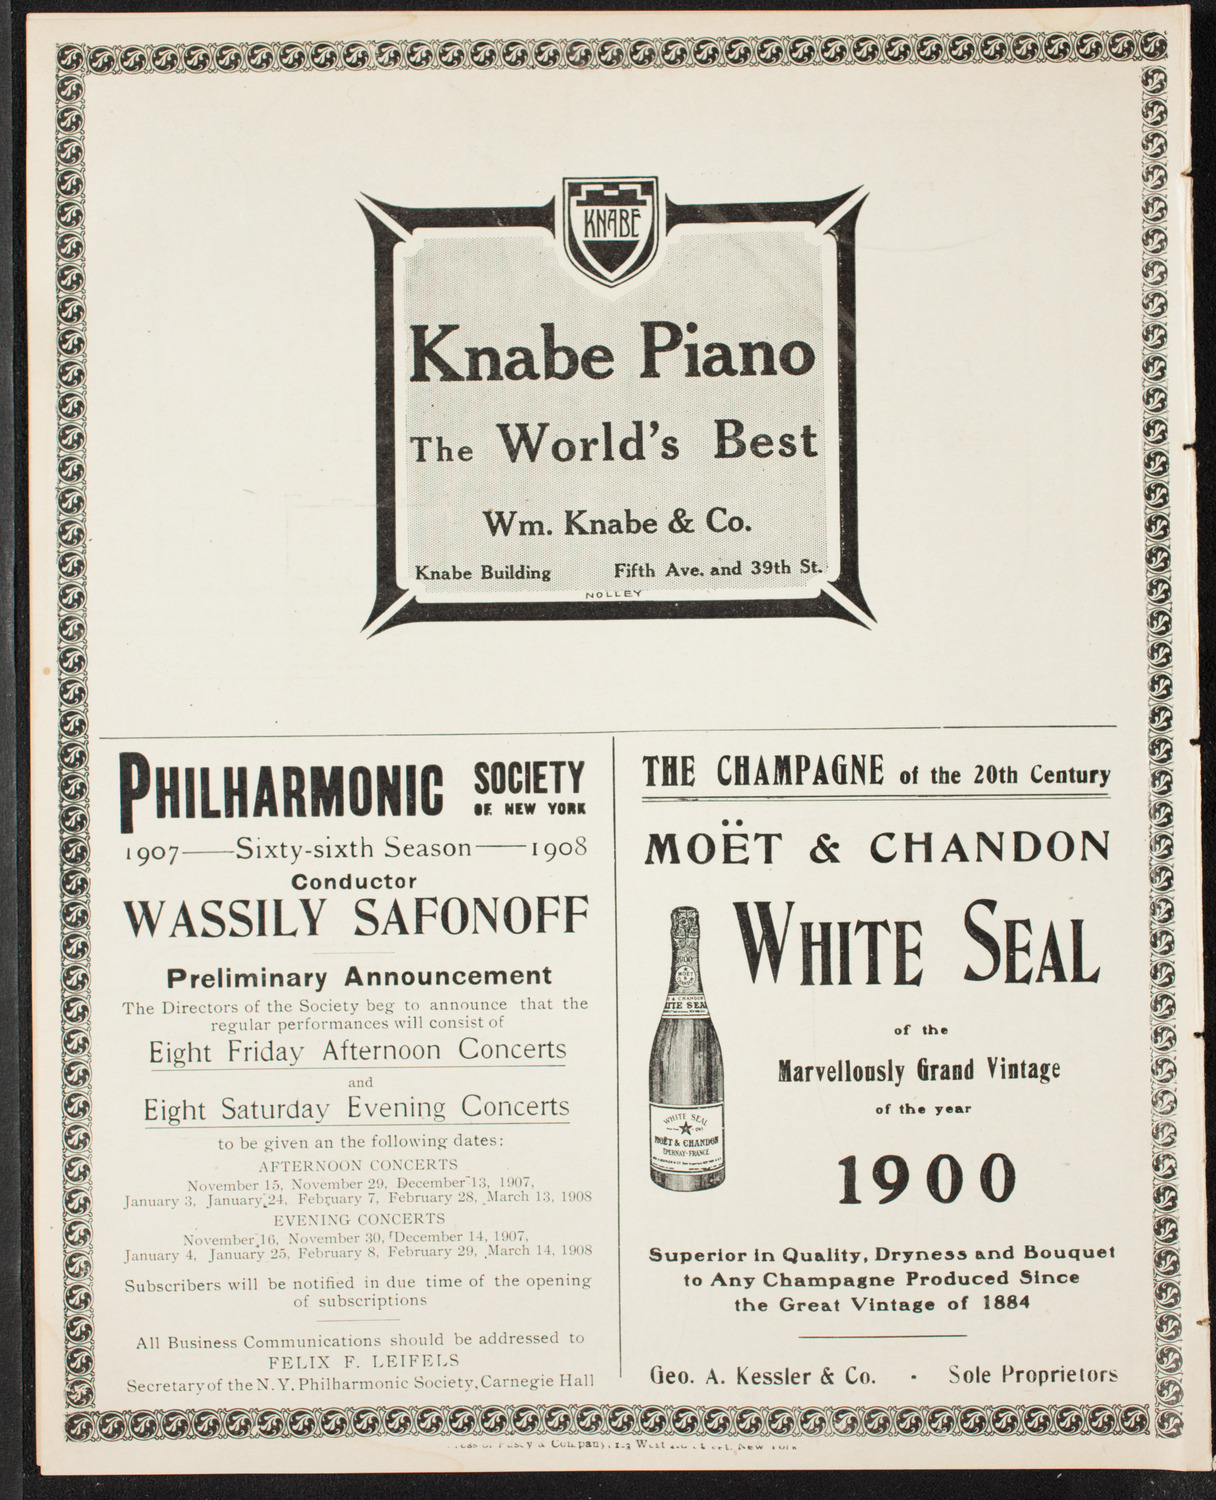 KNABE
Knabe Piano
The World's Best
Wm. Knabe & Co.
Knabe Building Fifth Ave. and 39th St.
NOLLEY
PHILHARMONIC SOCIETY
OF NEW YORK
1907——Sixty-sixth Season——1908
Conductor
WASSILY SAFONOFF
Preliminary Announcement
The Directors of the Society beg to announce that the
regular performances will consist of
Eight Friday Afternoon Concerts
and
Eight Saturday Evening Concerts
to be given an the following dates:
AFTERNOON CONCERTS
November 15, November 29, December 13, 1907,
January 3, January 24, February 7, February 28, March 13, 1908
EVENING CONCERTS
November 16, November 30, December 14, 1907,
January 4, January 25, February 8, February 29, March 14, 1908
Subscribers will be notified in due time of the opening
of subscriptions
All Business Communications should be addressed to
FELIX F. LEIFELS
Secretary of the N. Y. Philharmonic Society, Carnegie Hall
THE CHAMPAGNE of the 20th Century
MOËT & CHANDON
WHITE SEAL
of the
Marvellously Grand Vintage
of the year
1900
WHITE SEAL
MOËT & CHANDON
EPERNAY-FRANCE
Superior in Quality, Dryness and Bouquet
to Any Champagne Produced Since
the Great Vintage of 1884
Geo. A. Kessler & Co. - Sole Proprietors
& Company, New York